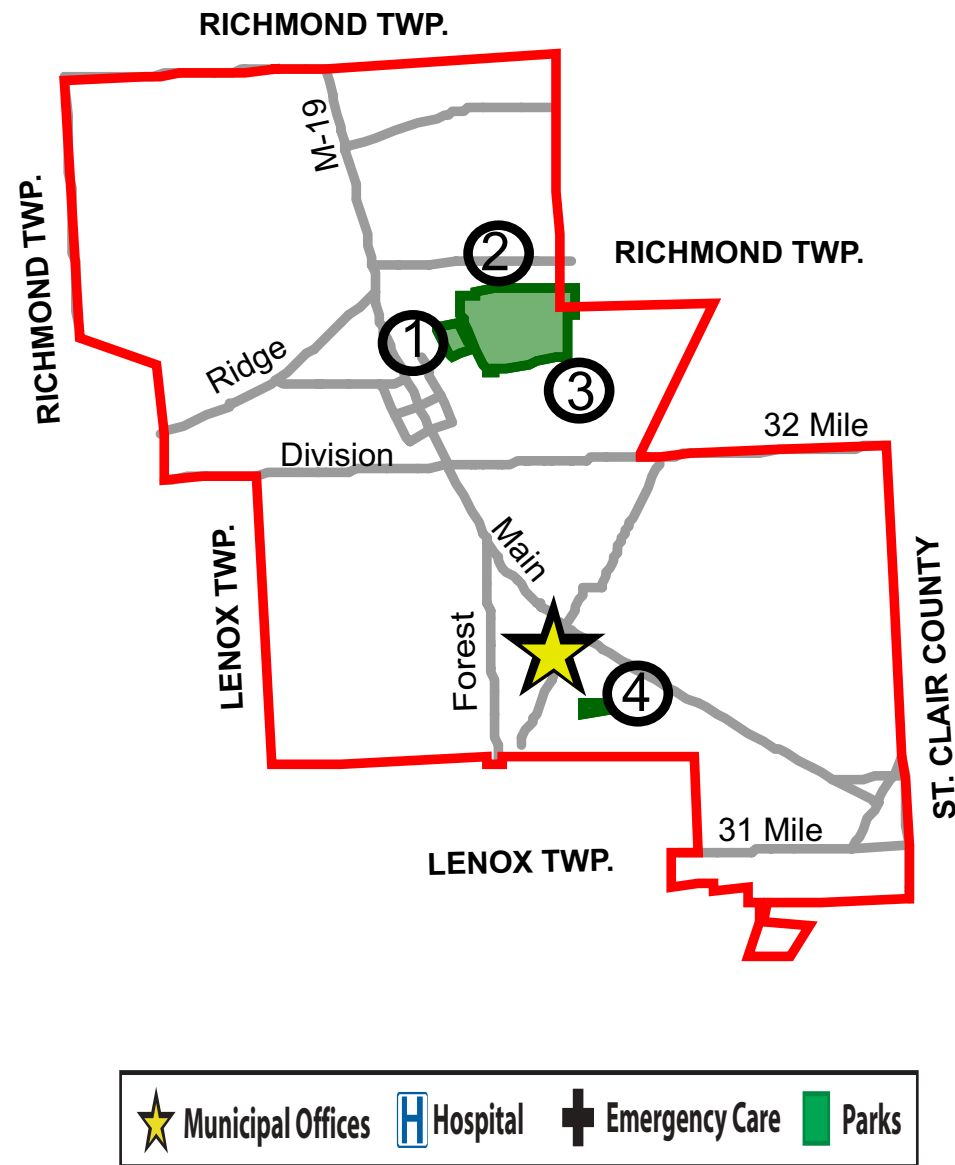 RICHMOND TWP.
M-19
RICHMOND TWP.
2
RICHMOND TWP.
1
Ridge
3
32 Mile
Division
Main
LENOX TWP.
ST. CLAIR COUNTY
Forest
4
31 Mile
LENOX TWP.
Municipal Offices
H Hospital
Emergency Care
Parks